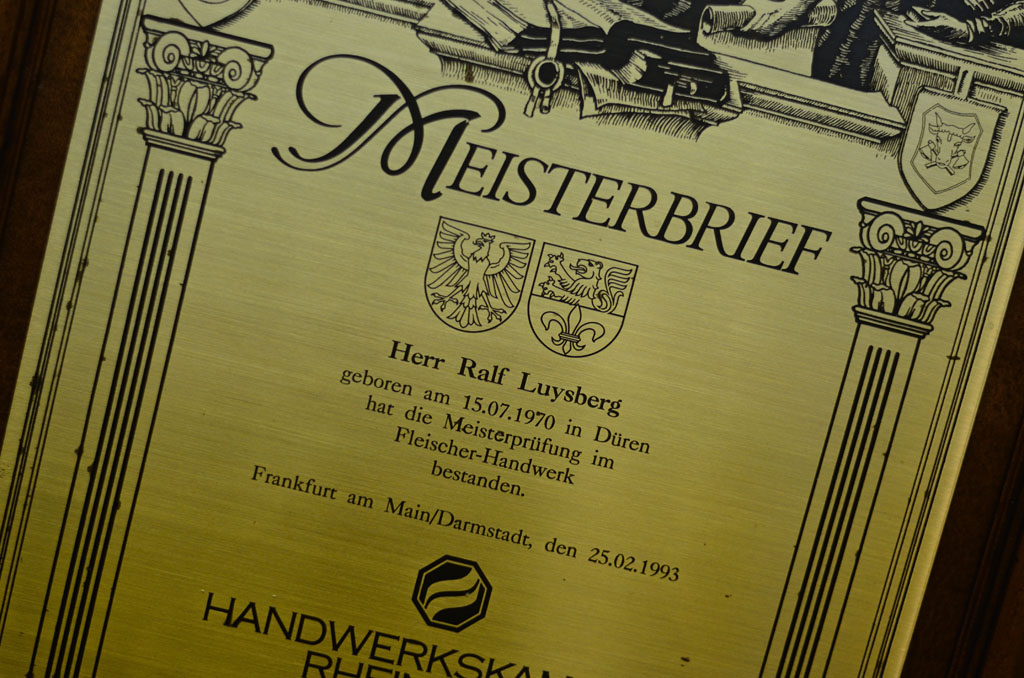 MEISTERBRIEF
Herr Ralf Luysberg
geboren am 15.07.1970 in Düren
hat die Meisterprüfung im
Fleischer-Handwerk
bestanden.
Frankfurt am Main/Darmstadt, den 25.02.1993